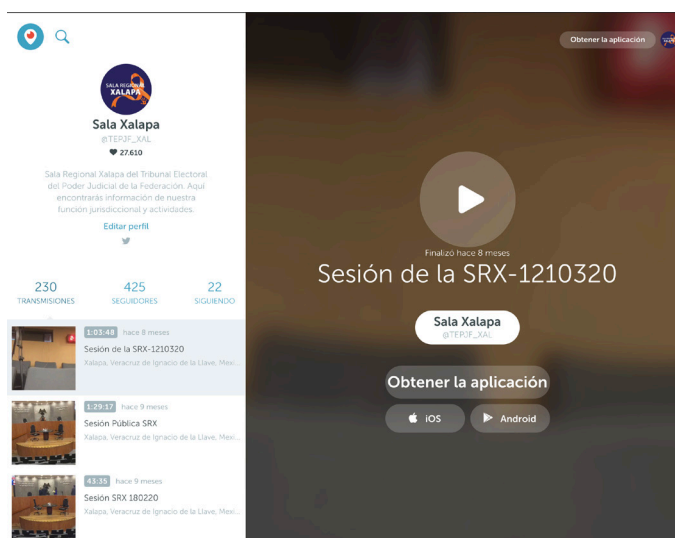 SALA REGIONAL
XALAPA
Sala Xalapa
@TEPJF_XAL
27.610
Sala Regional Xalapa del Tribunal Electoral
del Poder Judicial de la Federación. Aquí
encontrarás información de nuestra
función jurisdiccional y actividades.
Editar perfil
230
TRANSMISIONES
425
SEGUIDORES
22
SIGUIENDO
1:03:48 hace 8 meses
Sesión de la SRX-1210320
Xalapa, Veracruz de Ignacio de la Llave, Mexi...
1:29:17 hace 9 meses
Sesión Pública SRX
Xalapa, Veracruz de Ignacio de la Llave, Mexi...
43:35 hace 9 meses
Sesión SRX 180220
Xalapa, Veracruz de Ignacio de la Llave, Mexi...
Obtener la aplicación
Finalizó hace 8 meses
Sesión de la SRX-1210320
Sala Xalapa
@TEPJF_XAL
Obtener la aplicación
iOS
Android